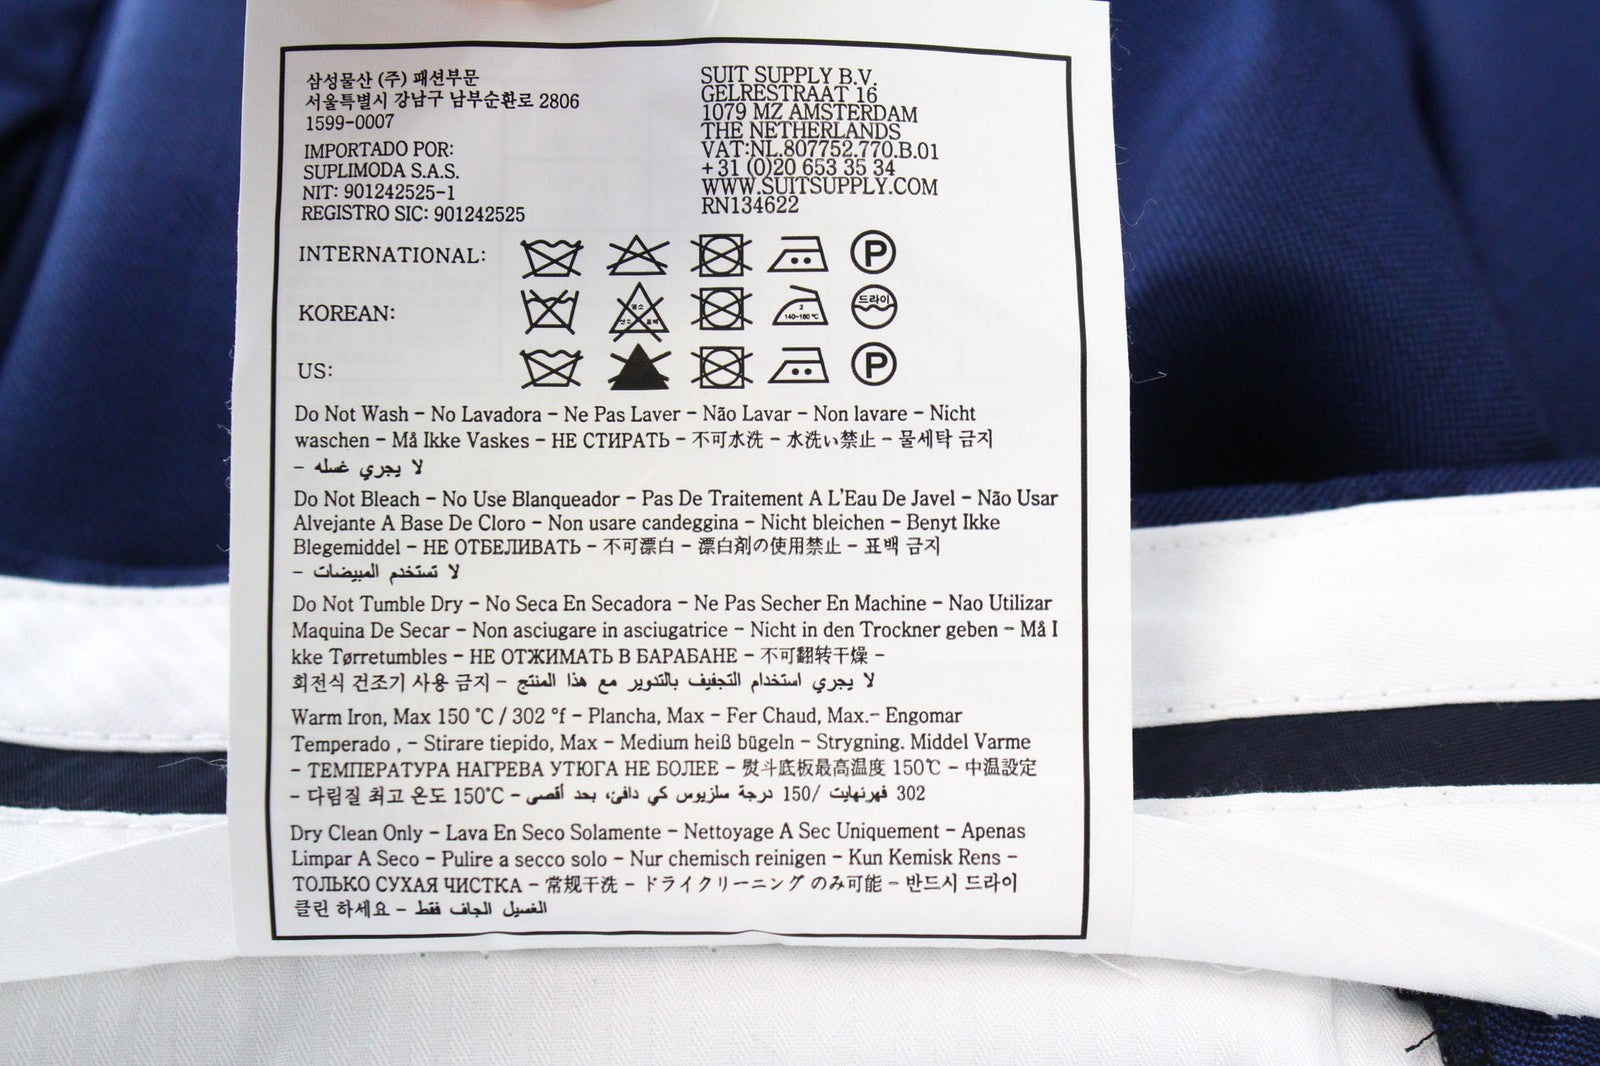 삼성물산 (주) 패션부문
서울특별시 강남구 남부순환로 2806
1599-0007
IMPORTADO POR:
SUPLIMODA S.A.S.
NIT: 901242525-1
REGISTRO SIC: 901242525
SUIT SUPPLY B.V.
GELRESTRAAT 16
1079 MZ AMSTERDAM
THE NETHERLANDS
VAT:NL.807752.770.B.01
+31 (0)20 653 35 34
WWW.SUITSUPPLY.COM
RN134622
INTERNATIONAL:
P
KOREAN:
2
140~160 ℃
드라이
US:
P
Do Not Wash - No Lavadora - Ne Pas Laver - Não Lavar - Non lavare - Nicht
waschen - Må Ikke Vaskes - НЕ СТИРАТЬ - 不可水洗 - 水洗い禁止 - 물세탁 금지
- لا يجري غسله
Do Not Bleach - No Use Blanqueador - Pas De Traitement A L'Eau De Javel - Não Usar
Alvejante A Base De Cloro - Non usare candeggina - Nicht bleichen - Benyt Ikke
Blegemiddel - НЕ ОТБЕЛИВАТЬ - 不可漂白 - 漂白剤の使用禁止 - 표백 금지
- لا تستخدم المبيضات
Do Not Tumble Dry - No Seca En Secadora - Ne Pas Secher En Machine - Nao Utilizar
Maquina De Secar - Non asciugare in asciugatrice - Nicht in den Trockner geben - Må I
kke Tørretumbles - НЕ ОТЖИМАТЬ В БАРАБАНЕ - 不可翻转干燥 -
회전식 건조기 사용 금지 - لا يجري استخدام التجفيف بالتدوير مع هذا المنتج
Warm Iron, Max 150 °C / 302 °f - Plancha, Max - Fer Chaud, Max.- Engomar
Temperado , - Stirare tiepido, Max - Medium heiß bügeln - Strygning. Middel Varme
- ТЕМПЕРАТУРА НАГРЕВА УТЮГА НЕ БОЛЕЕ - 熨斗底板最高温度 150℃ - 中温設定
- 다림질 최고 온도 150℃ - 302 فهرنهايت /150 درجة سلزيوس كي دافئ، بحد أقصى
Dry Clean Only - Lava En Seco Solamente - Nettoyage A Sec Uniquement - Apenas
Limpar A Seco - Pulire a secco solo - Nur chemisch reinigen - Kun Kemisk Rens -
ТОЛЬКО СУХАЯ ЧИСТКА - 常规干洗 - ドライクリーニング のみ可能 - 반드시 드라이
클린 하세요 - الغسيل الجاف فقط